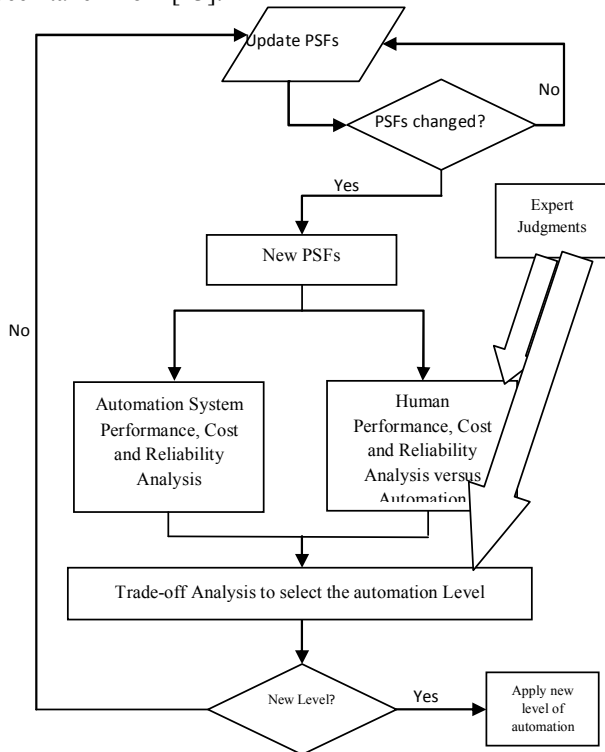 Update PSFs
No
PSFs changed?
Yes
Expert
Judgments
New PSFs
No
Automation System
Performance, Cost
and Reliability
Analysis
Human
Performance, Cost
and Reliability
Analysis versus
Automation
Trade-off Analysis to select the automation Level
New Level?
Yes
Apply new
level of
automation